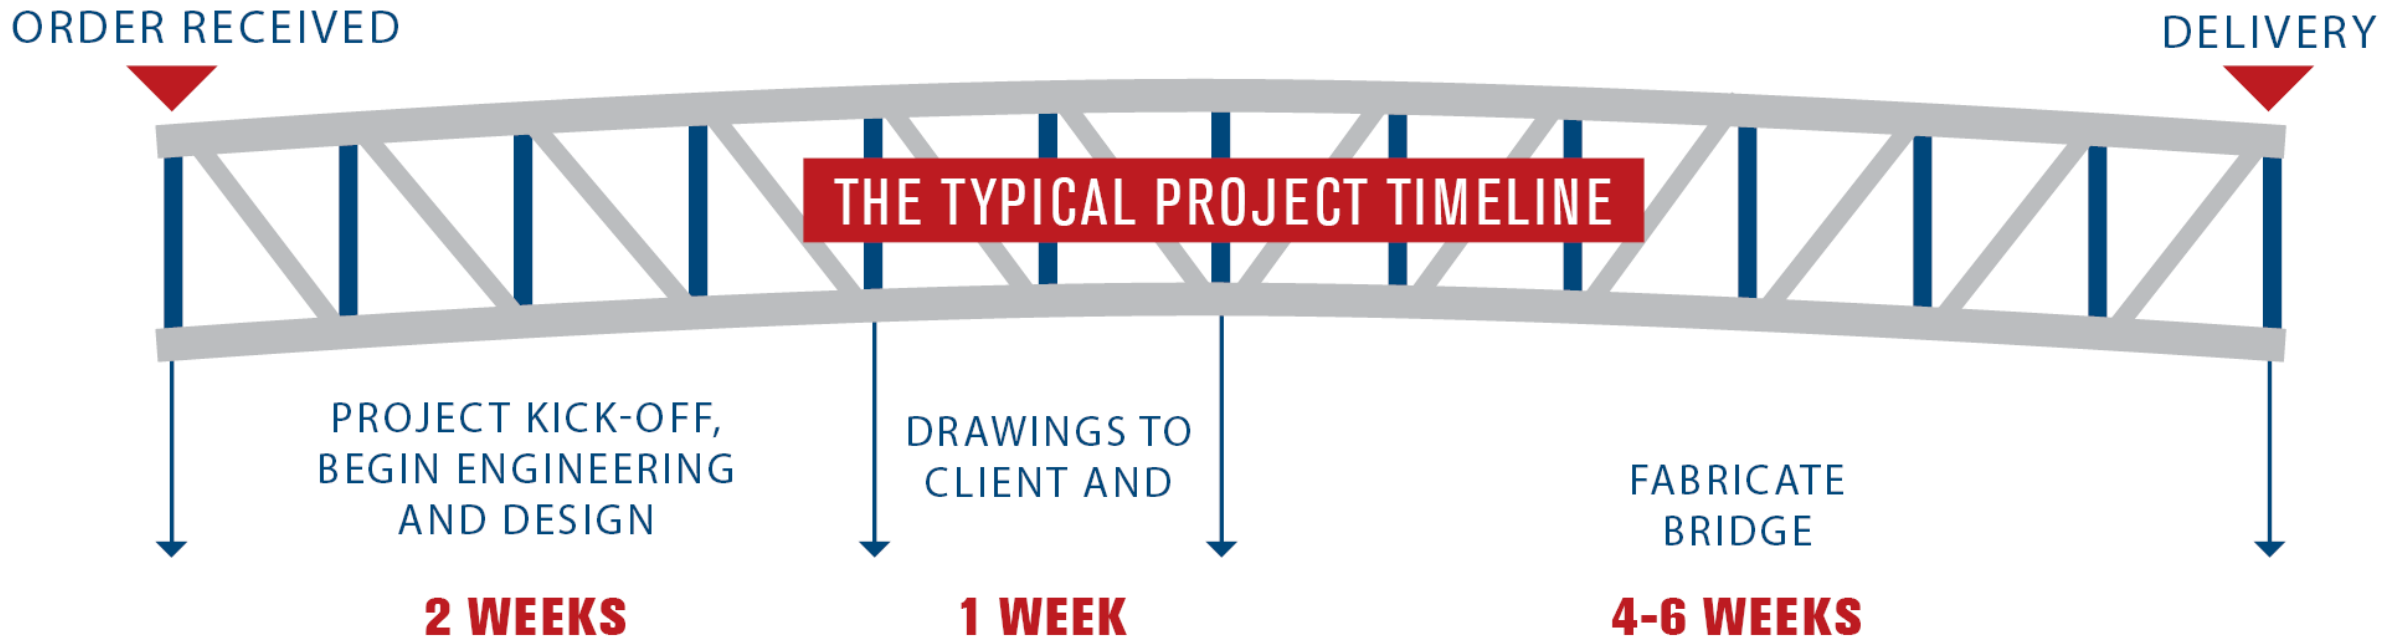 ORDER RECEIVED
DELIVERY
THE TYPICAL PROJECT TIMELINE
PROJECT KICK-OFF,
BEGIN ENGINEERING
AND DESIGN
2 WEEKS
DRAWINGS TO
CLIENT AND
1 WEEK
FABRICATE
BRIDGE
4-6 WEEKS